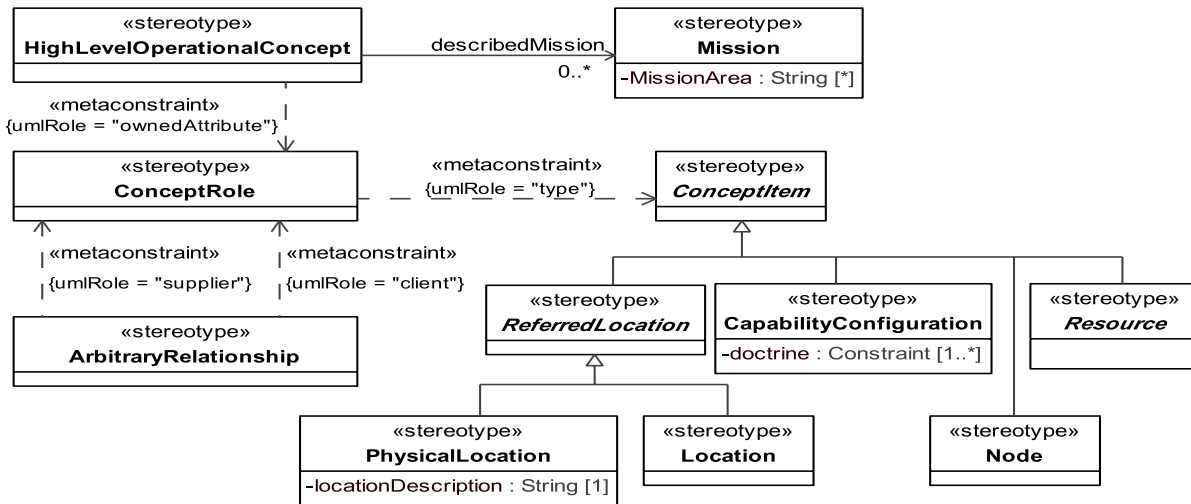 «stereotype»
HighLevelOperationalConcept
describedMission
0..*
«stereotype»
Mission
-MissionArea : String [*]
«metaconstraint»
{umlRole = "ownedAttribute"}
«stereotype»
ConceptRole
«metaconstraint»
{umlRole = "type"}
«stereotype»
ConceptItem
«metaconstraint»
{umlRole = "supplier"}
«metaconstraint»
{umlRole = "client"}
«stereotype»
ArbitraryRelationship
«stereotype»
ReferredLocation
«stereotype»
CapabilityConfiguration
-doctrine : Constraint [1..*]
«stereotype»
Resource
«stereotype»
PhysicalLocation
-locationDescription : String [1]
«stereotype»
Location
«stereotype»
Node